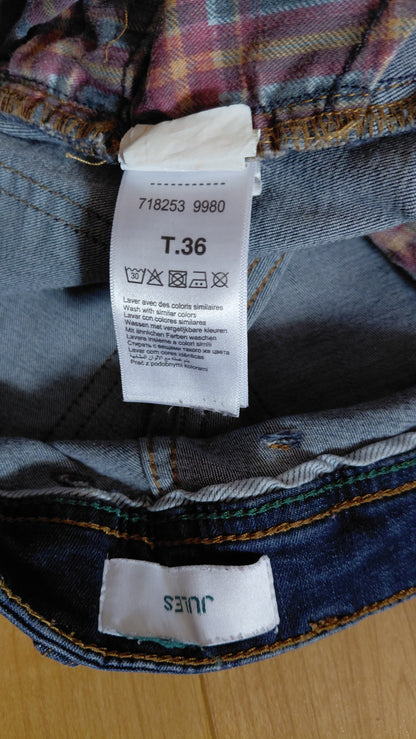 718253 9980
T.36
30
Laver avec des coloris similaires
Wash with similar colors
Lavar con colores similares
Wassen met vergelijkbare kleuren
Mit ähnlichen Farben waschen
Lavare insieme a colori simili
Стирать с вещами такого же цвета
Lavar com cores idênticas
Prać z podobnymi kolorami
JULES